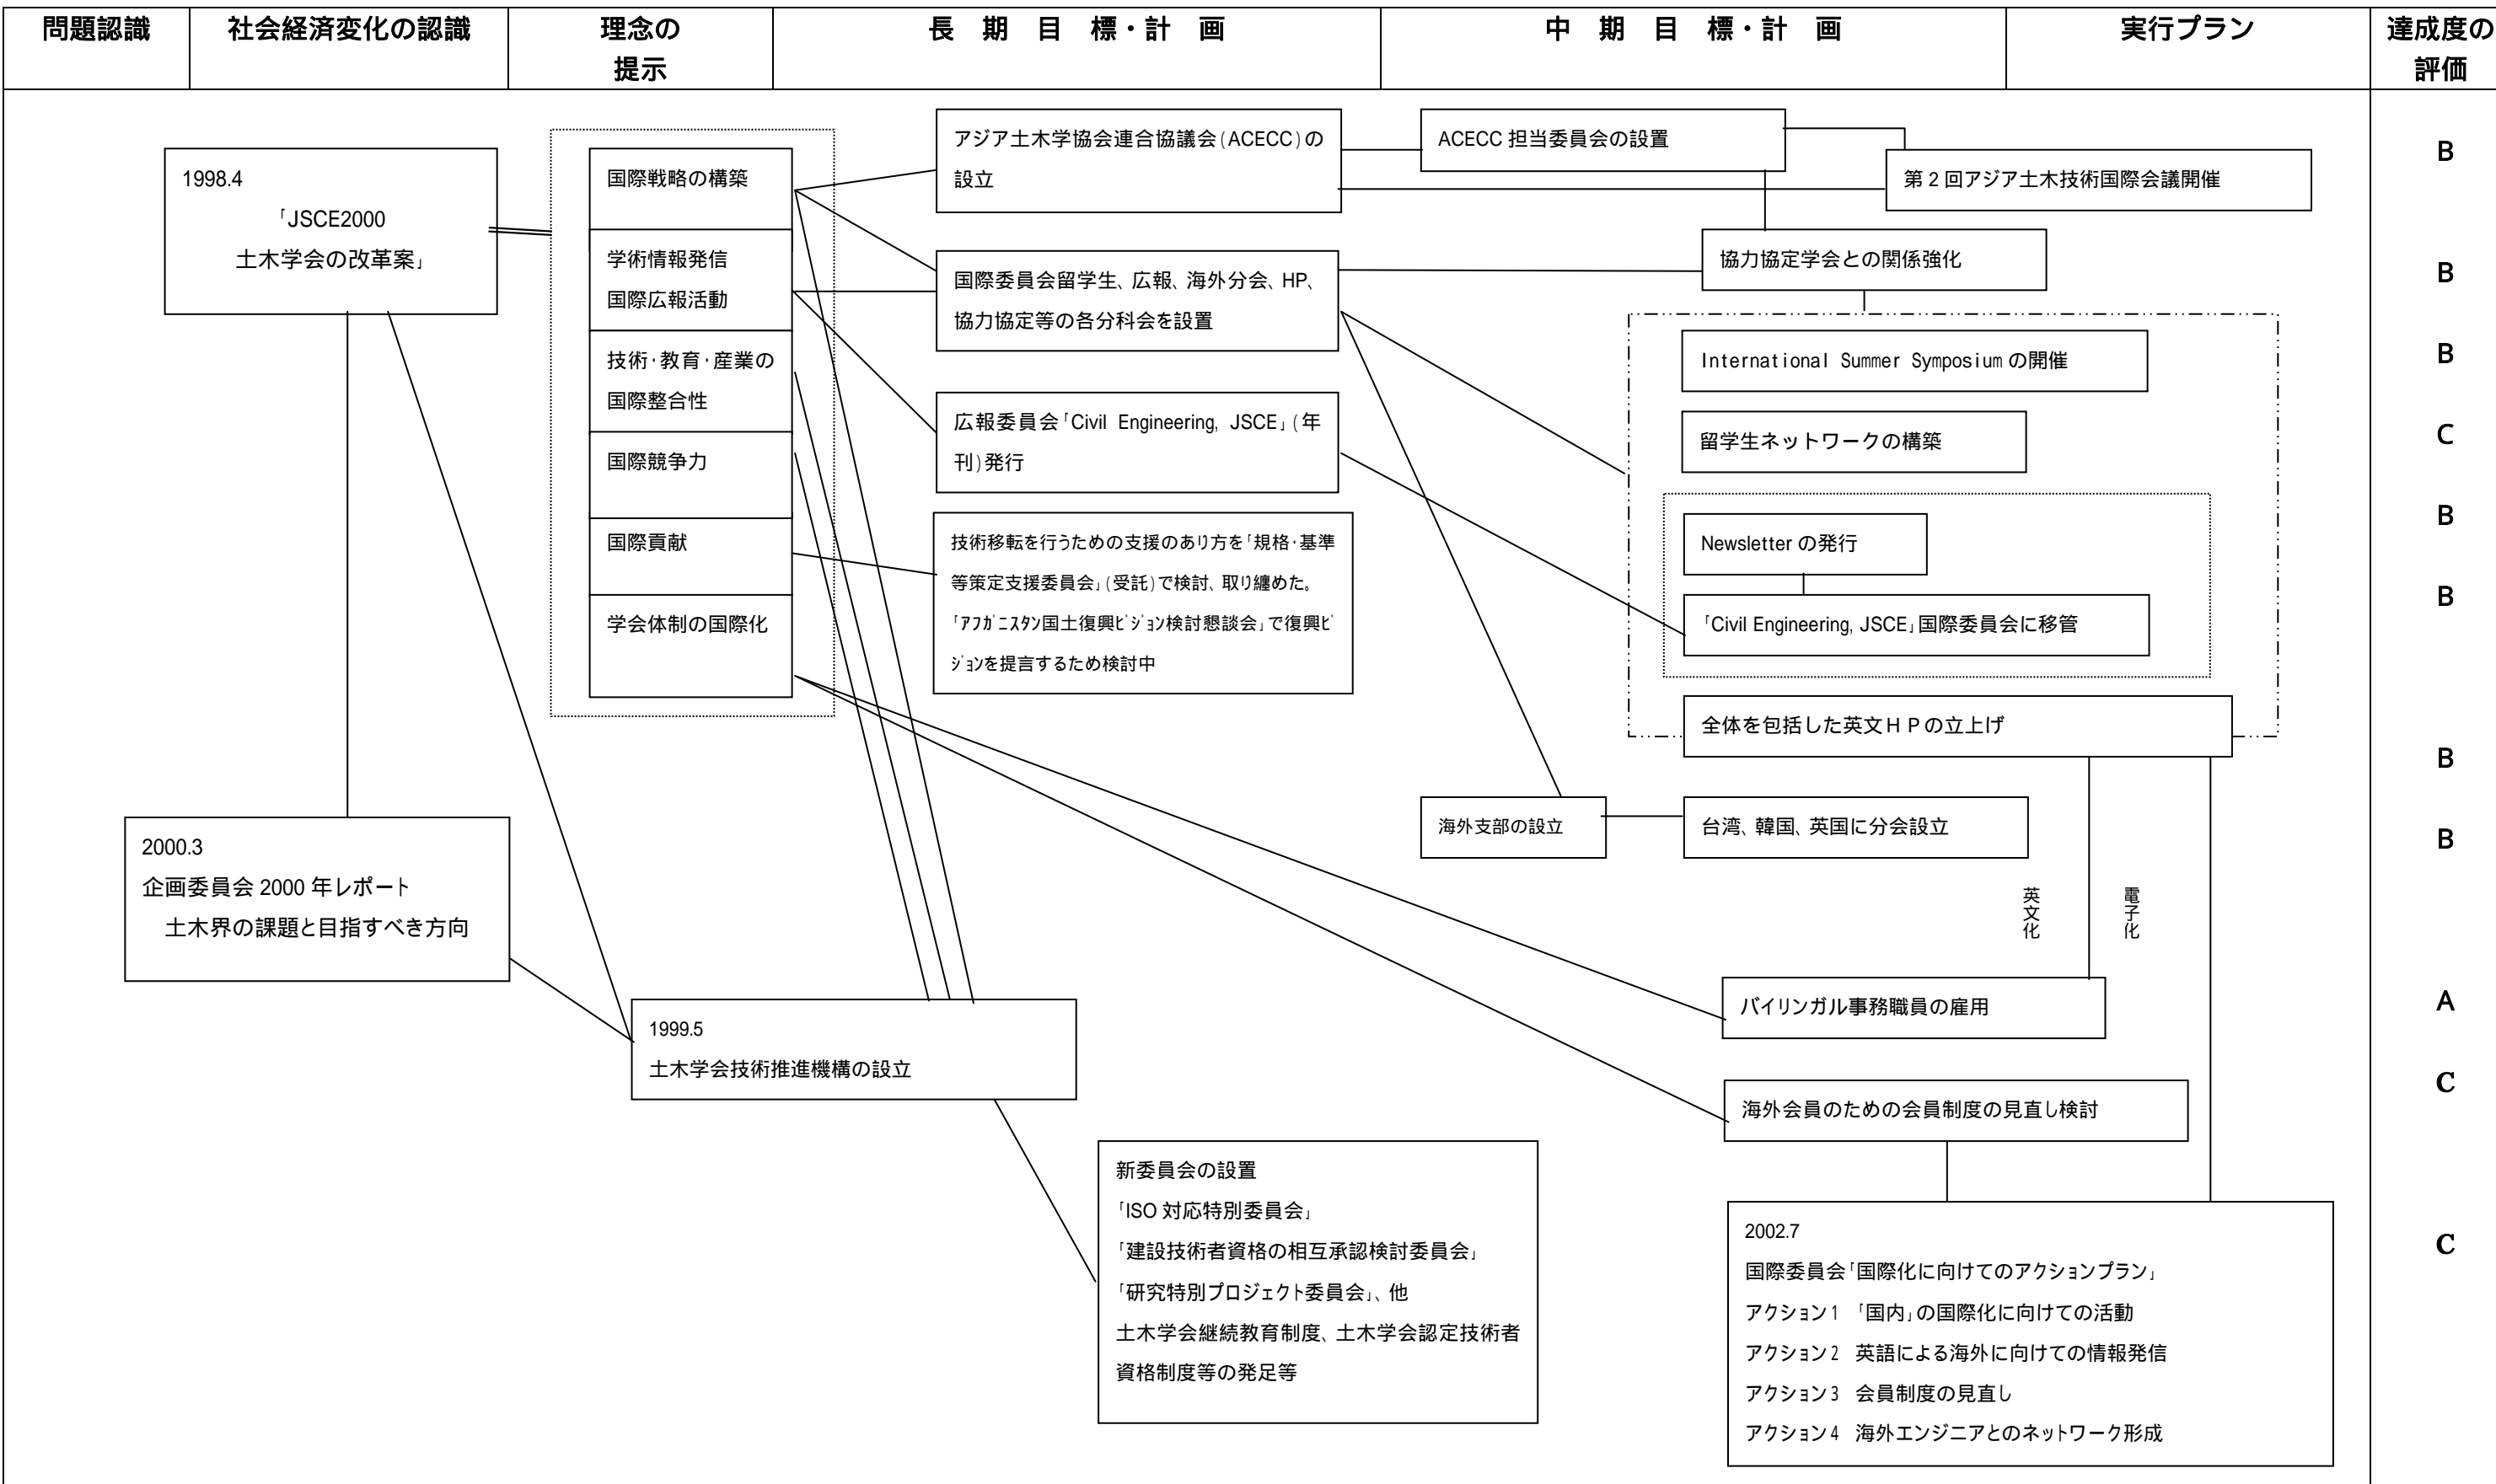 問題認識
社会経済変化の認識
理念の
提示
長 期 目 標・計 画
中 期 目 標・計 画
実行プラン
達成度の
評価
1998.4
「JSCE2000
土木学会の改革案」
2000.3
企画委員会 2000 年レポート
土木界の課題と目指すべき方向
国際戦略の構築
学術情報発信
国際広報活動
技術・教育・産業の
国際整合性
国際競争力
国際貢献
学会体制の国際化
1999.5
土木学会技術推進機構の設立
アジア土木学協会連合協議会(ACECC)の
設立
国際委員会留学生、広報、海外分会、HP、
協力協定等の各分科会を設置
広報委員会「Civil Engineering, JSCE」(年
刊)発行
技術移転を行うための支援のあり方を「規格・基準
等策定支援委員会」(受託)で検討、取り纏めた。
「アフガニスタン国土復興ビジョン検討懇談会」で復興ビ
ジョンを提言するため検討中
新委員会の設置
「ISO 対応特別委員会」
「建設技術者資格の相互承認検討委員会」
「研究特別プロジェクト委員会」、他
土木学会継続教育制度、土木学会認定技術者
資格制度等の発足等
ACECC 担当委員会の設置
第 2 回アジア土木技術国際会議開催
協力協定学会との関係強化
International Summer Symposium の開催
留学生ネットワークの構築
Newsletter の発行
「Civil Engineering, JSCE」国際委員会に移管
全体を包括した英文HPの立上げ
海外支部の設立
台湾、韓国、英国に分会設立
英文化
電子化
バイリンガル事務職員の雇用
海外会員のための会員制度の見直し検討
2002.7
国際委員会「国際化に向けてのアクションプラン」
アクション1 「国内」の国際化に向けての活動
アクション2 英語による海外に向けての情報発信
アクション3 会員制度の見直し
アクション4 海外エンジニアとのネットワーク形成
B
B
B
C
B
B
B
B
A
C
C